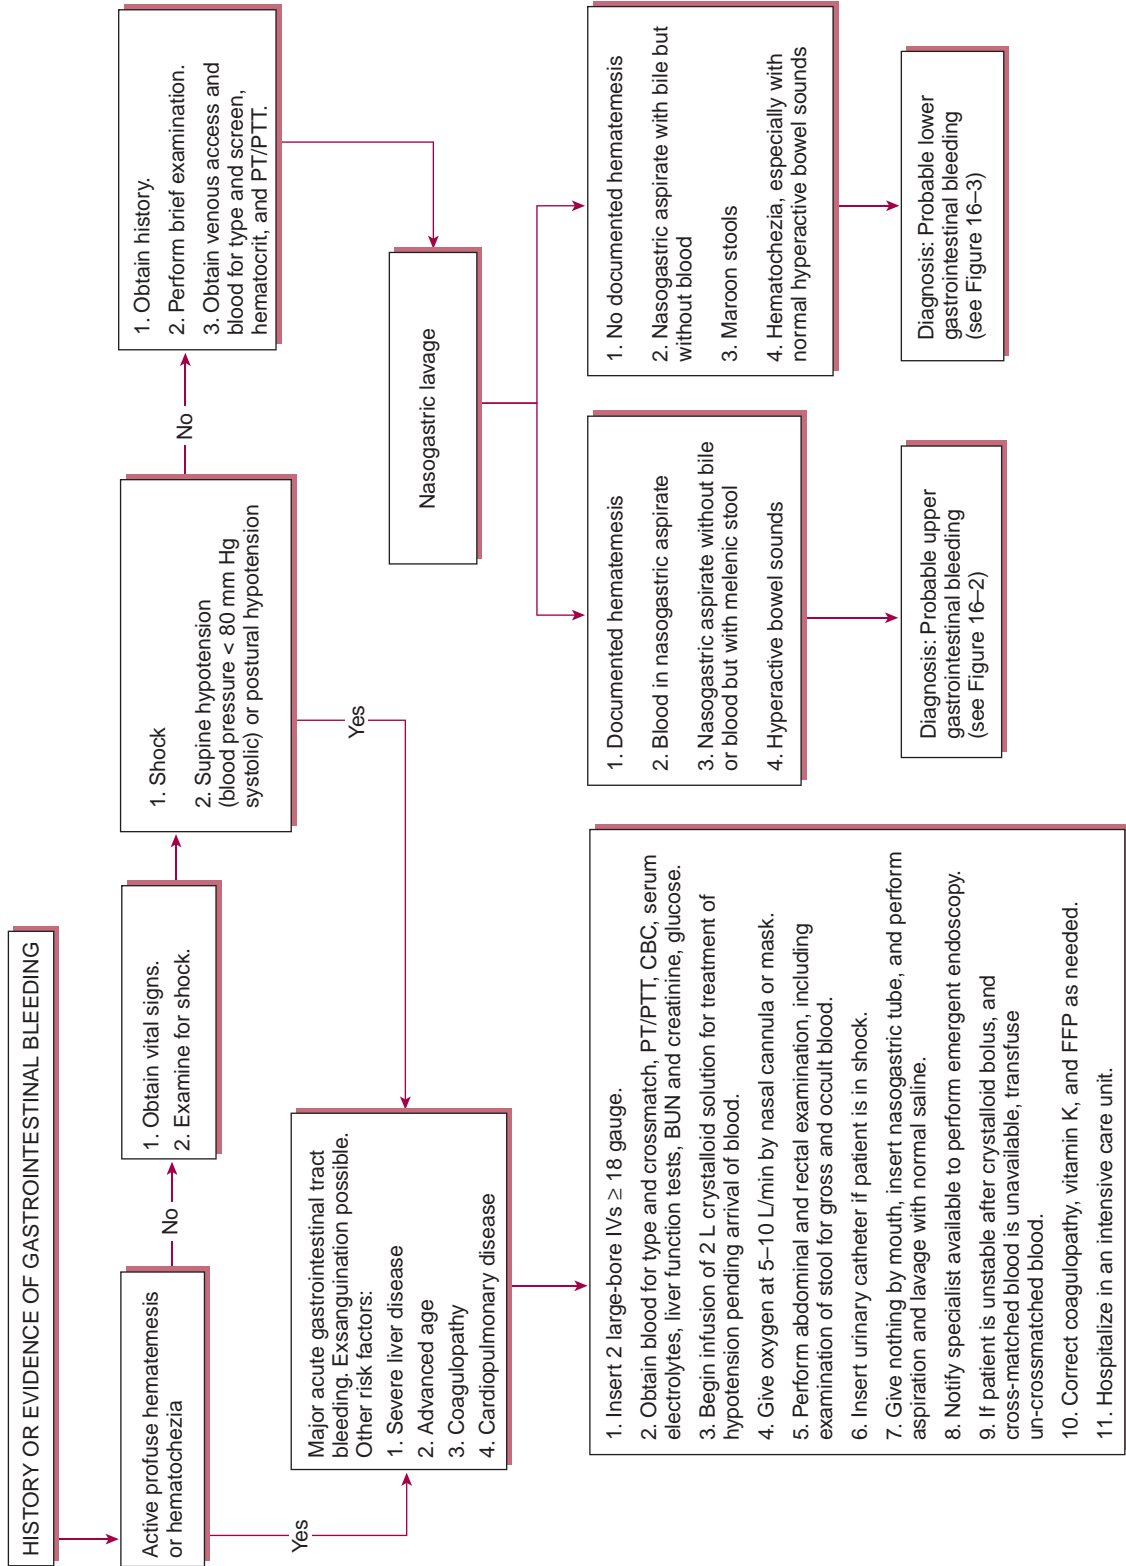 HISTORY OR EVIDENCE OF GASTROINTESTINAL BLEEDING
Active profuse hematemesis
or hematochezia
No
Yes
1. Obtain vital signs.
2. Examine for shock.
1. Shock
2. Supine hypotension
(blood pressure < 80 mm Hg
systolic) or postural hypotension
No
Yes
1. Obtain history.
2. Perform brief examination.
3. Obtain venous access and
blood for type and screen,
hematocrit, and PT/PTT.
Major acute gastrointestinal tract
bleeding. Exsanguination possible.
Other risk factors:
1. Severe liver disease
2. Advanced age
3. Coagulopathy
4. Cardiopulmonary disease
Nasogastric lavage
1. Insert 2 large-bore IVs ≥ 18 gauge.
2. Obtain blood for type and crossmatch, PT/PTT, CBC, serum
electrolytes, liver function tests, BUN and creatinine, glucose.
3. Begin infusion of 2 L crystalloid solution for treatment of
hypotension pending arrival of blood.
4. Give oxygen at 5–10 L/min by nasal cannula or mask.
5. Perform abdominal and rectal examination, including
examination of stool for gross and occult blood.
6. Insert urinary catheter if patient is in shock.
7. Give nothing by mouth, insert nasogastric tube, and perform
aspiration and lavage with normal saline.
8. Notify specialist available to perform emergent endoscopy.
9. If patient is unstable after crystalloid bolus, and
cross-matched blood is unavailable, transfuse
un-crossmatched blood.
10. Correct coagulopathy, vitamin K, and FFP as needed.
11. Hospitalize in an intensive care unit.
1. Documented hematemesis
2. Blood in nasogastric aspirate
3. Nasogastric aspirate without bile
or blood but with melenic stool
4. Hyperactive bowel sounds
1. No documented hematemesis
2. Nasogastric aspirate with bile but
without blood
3. Maroon stools
4. Hematochezia, especially with
normal hyperactive bowel sounds
Diagnosis: Probable upper
gastrointestinal bleeding
(see Figure 16–2)
Diagnosis: Probable lower
gastrointestinal bleeding
(see Figure 16–3)